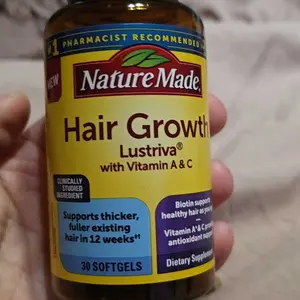 #1 PHARMACIST RECOMMENDED
NEW
Nature Made®
Hair Growth
Lustriva®
with Vitamin A & C
CLINICALLY
STUDIED
INGREDIENT
Supports thicker,
fuller existing
hair in 12 weeks
30 SOFTGELS
Biotin supports
healthy hair as
Vitamin A & C
antioxidant
Dietary